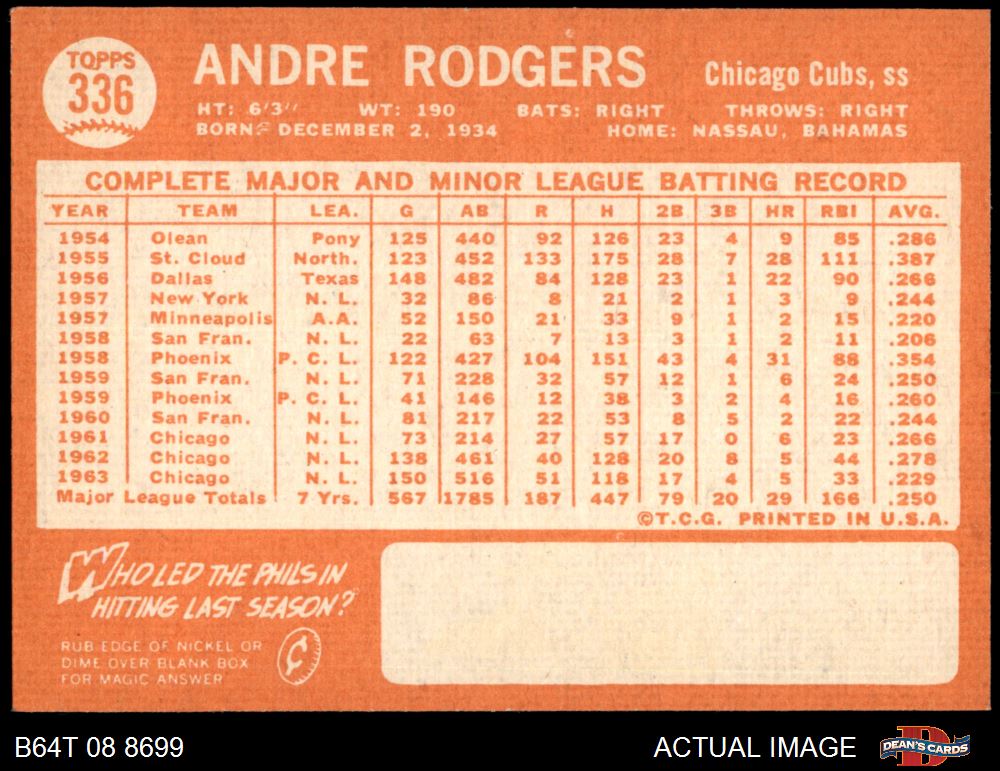 TOPPS
336
ANDRE RODGERS Chicago Cubs, ss
HT: 6'3" WT: 190 BATS: RIGHT THROWS: RIGHT
BORN: DECEMBER 2, 1934 HOME: NASSAU, BAHAMAS
COMPLETE MAJOR AND MINOR LEAGUE BATTING RECORD
YEAR TEAM LEA. G AB R H 2B 3B HR RBI AVG.
1954 Olean Pony 125 440 92 126 23 4 9 85 .286
1955 St. Cloud North. 123 452 133 175 28 7 28 111 .387
1956 Dallas Texas 148 482 84 128 23 1 22 90 .266
1957 New York N. L. 32 86 8 21 2 1 3 9 .244
1957 Minneapolis A.A. 52 150 21 33 9 1 2 15 .220
1958 San Fran. N. L. 22 63 7 13 3 1 2 11 .206
1958 Phoenix P. C. L. 122 427 104 151 43 4 31 88 .354
1959 San Fran. N. L. 71 228 32 57 12 1 6 24 .250
1959 Phoenix P. C. L. 41 146 12 38 3 2 4 16 .260
1960 San Fran. N. L. 81 217 22 53 8 5 2 22 .244
1961 Chicago N. L. 73 214 27 57 17 0 6 23 .266
1962 Chicago N. L. 138 461 40 128 20 8 5 44 .278
1963 Chicago N. L. 150 516 51 118 17 4 5 33 .229
Major League Totals 7 Yrs. 567 1785 187 447 79 20 29 166 .250
©T.C.G. PRINTED IN U.S.A.
WHO LED THE PHILS IN
HITTING LAST SEASON?
RUB EDGE OF NICKEL OR
DIME OVER BLANK BOX
FOR MAGIC ANSWER
¢
B64T 08 8699 ACTUAL IMAGE D DEAN'S CARDS